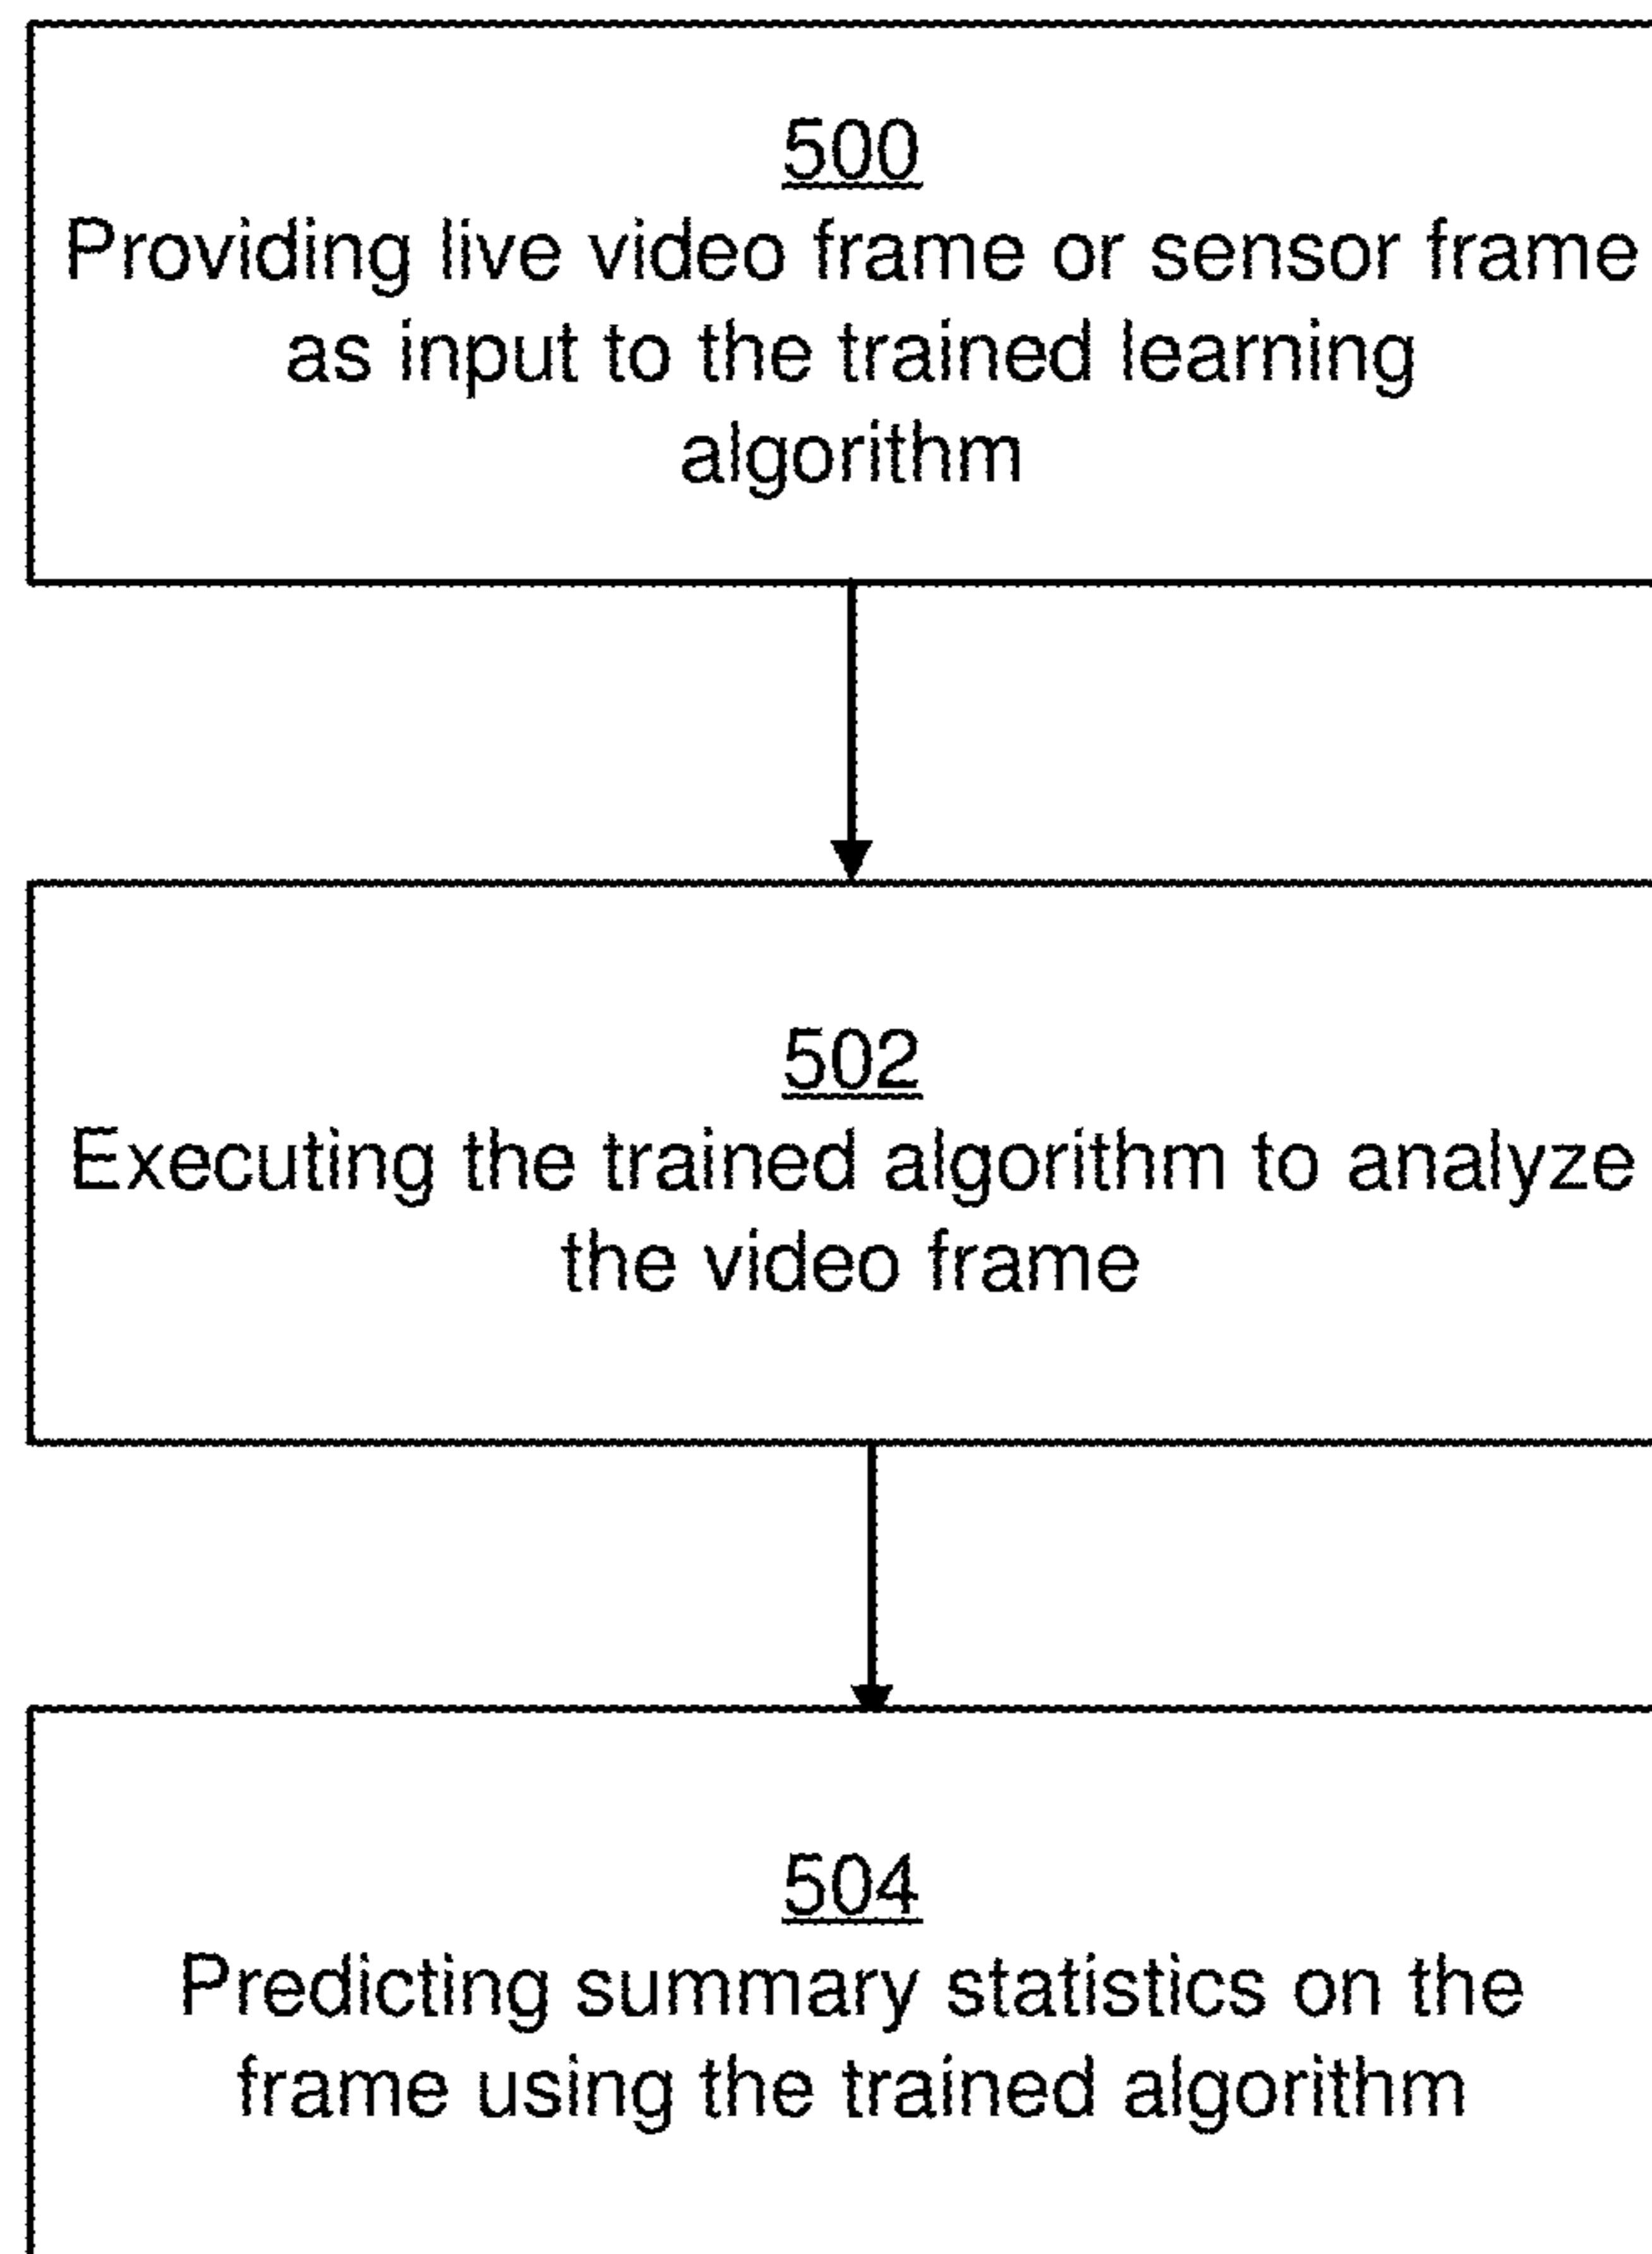 500
Providing live video frame or sensor frame
as input to the trained learning
algorithm
502
Executing the trained algorithm to analyze
the video frame
504
Predicting summary statistics on the
frame using the trained algorithm